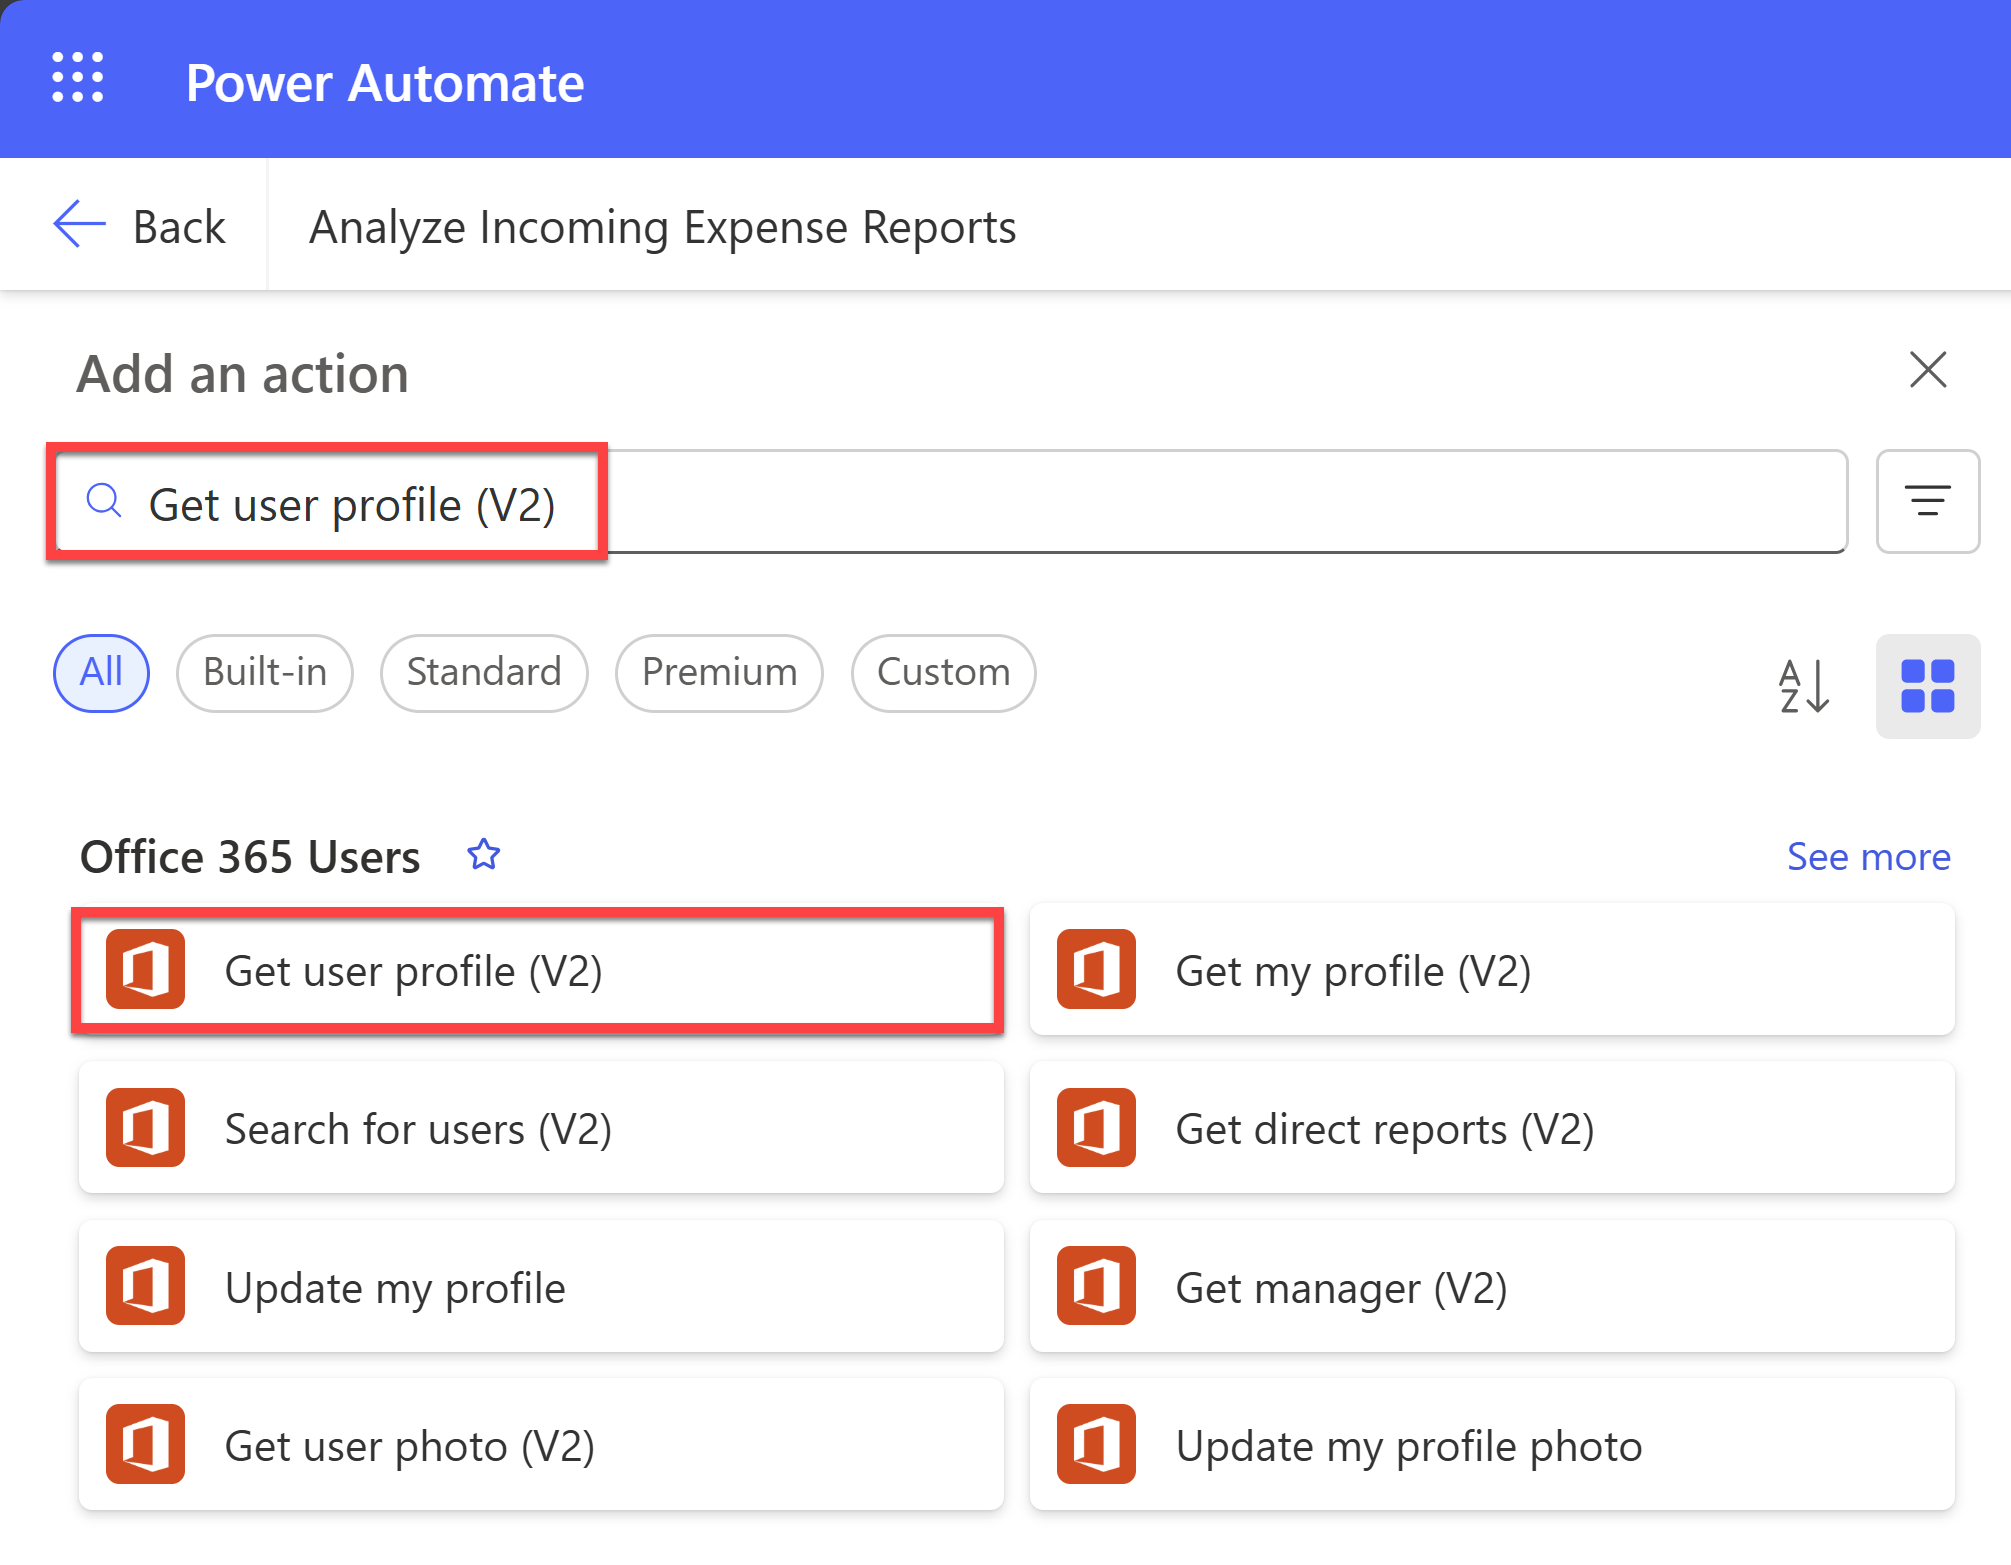 Power Automate
Back
Analyze Incoming Expense Reports
Add an action
Get user profile (V2)
All
Built-in
Standard
Premium
Custom
A
Z
Office 365 Users
See more
Get user profile (V2)
Get my profile (V2)
Search for users (V2)
Get direct reports (V2)
Update my profile
Get manager (V2)
Get user photo (V2)
Update my profile photo